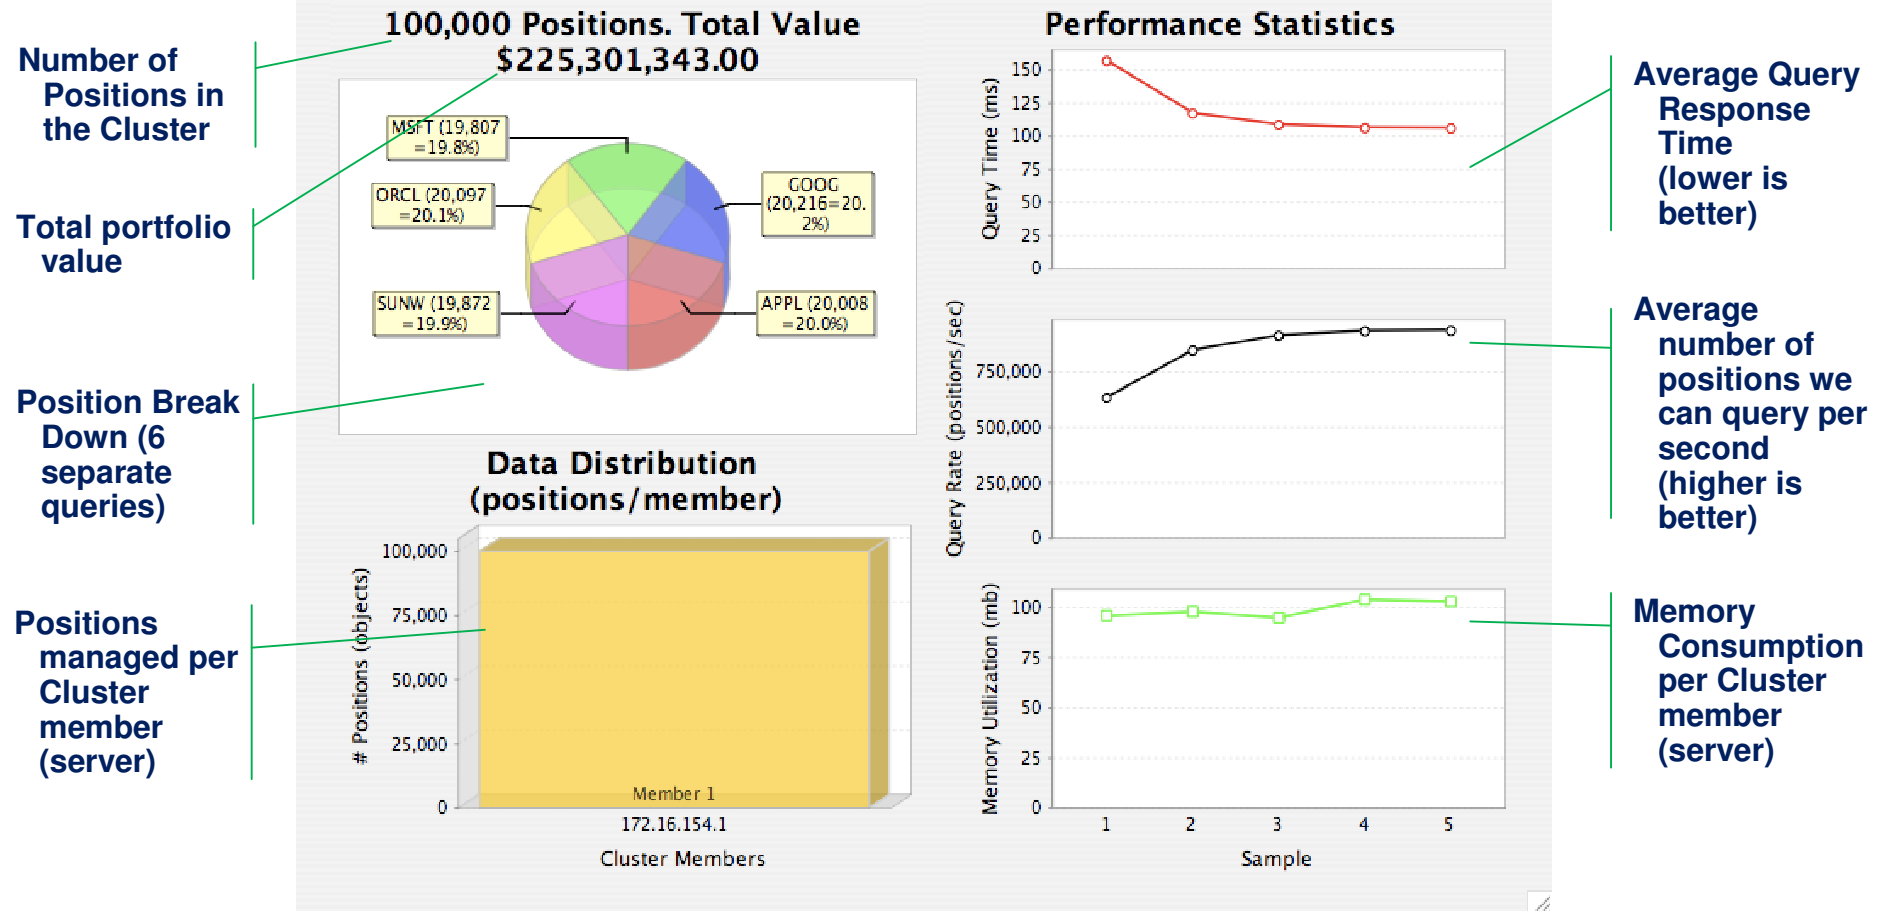 Number of
Positions in
the Cluster
Total portfolio
value
Position Break
Down (6
separate
queries)
Positions
managed per
Cluster
member
(server)
100,000 Positions. Total Value
$225,301,343.00
MSFT (19,807
=19.8%)
ORCL (20,097
=20.1%)
GOOG
(20,216=20.
2%)
SUNW (19,872
=19.9%)
APPL (20,008
=20.0%)
Data Distribution
(positions/member)
# Positions (objects)
100,000
75,000
50,000
25,000
0
Member 1
172.16.154.1
Cluster Members
Performance Statistics
Query Time (ms)
150
125
100
75
50
25
0
Query Rate (positions/sec)
750,000
500,000
250,000
0
Memory Utilization (mb)
100
75
50
25
0
1 2 3 4 5
Sample
Average Query
Response
Time
(lower is
better)
Average
number of
positions we
can query per
second
(higher is
better)
Memory
Consumption
per Cluster
member
(server)